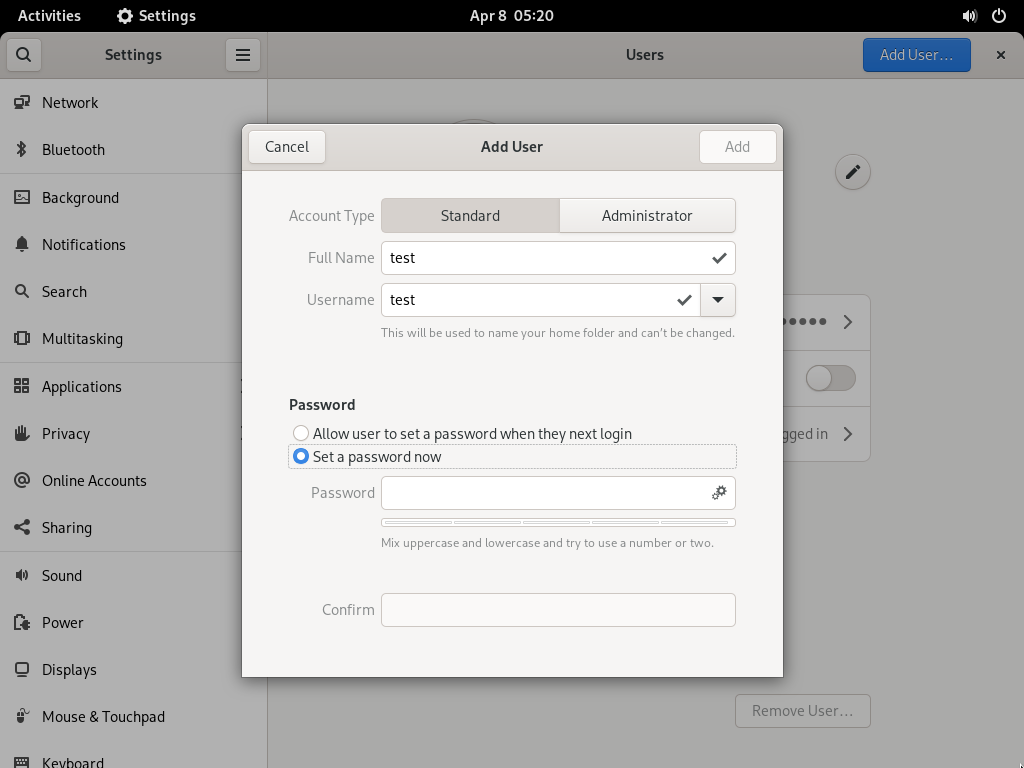 Activities Settings Apr 8 05:20
Settings Users Add User…
Network
Bluetooth
Background
Notifications
Search
Multitasking
Applications
Privacy
Online Accounts
Sharing
Sound
Power
Displays
Mouse & Touchpad
Keyboard
Cancel Add User Add
Account Type Standard Administrator
Full Name test
Username test
This will be used to name your home folder and can't be changed.
Password
Allow user to set a password when they next login
Set a password now
Password
Mix uppercase and lowercase and try to use a number or two.
Confirm
gged in
Remove User…